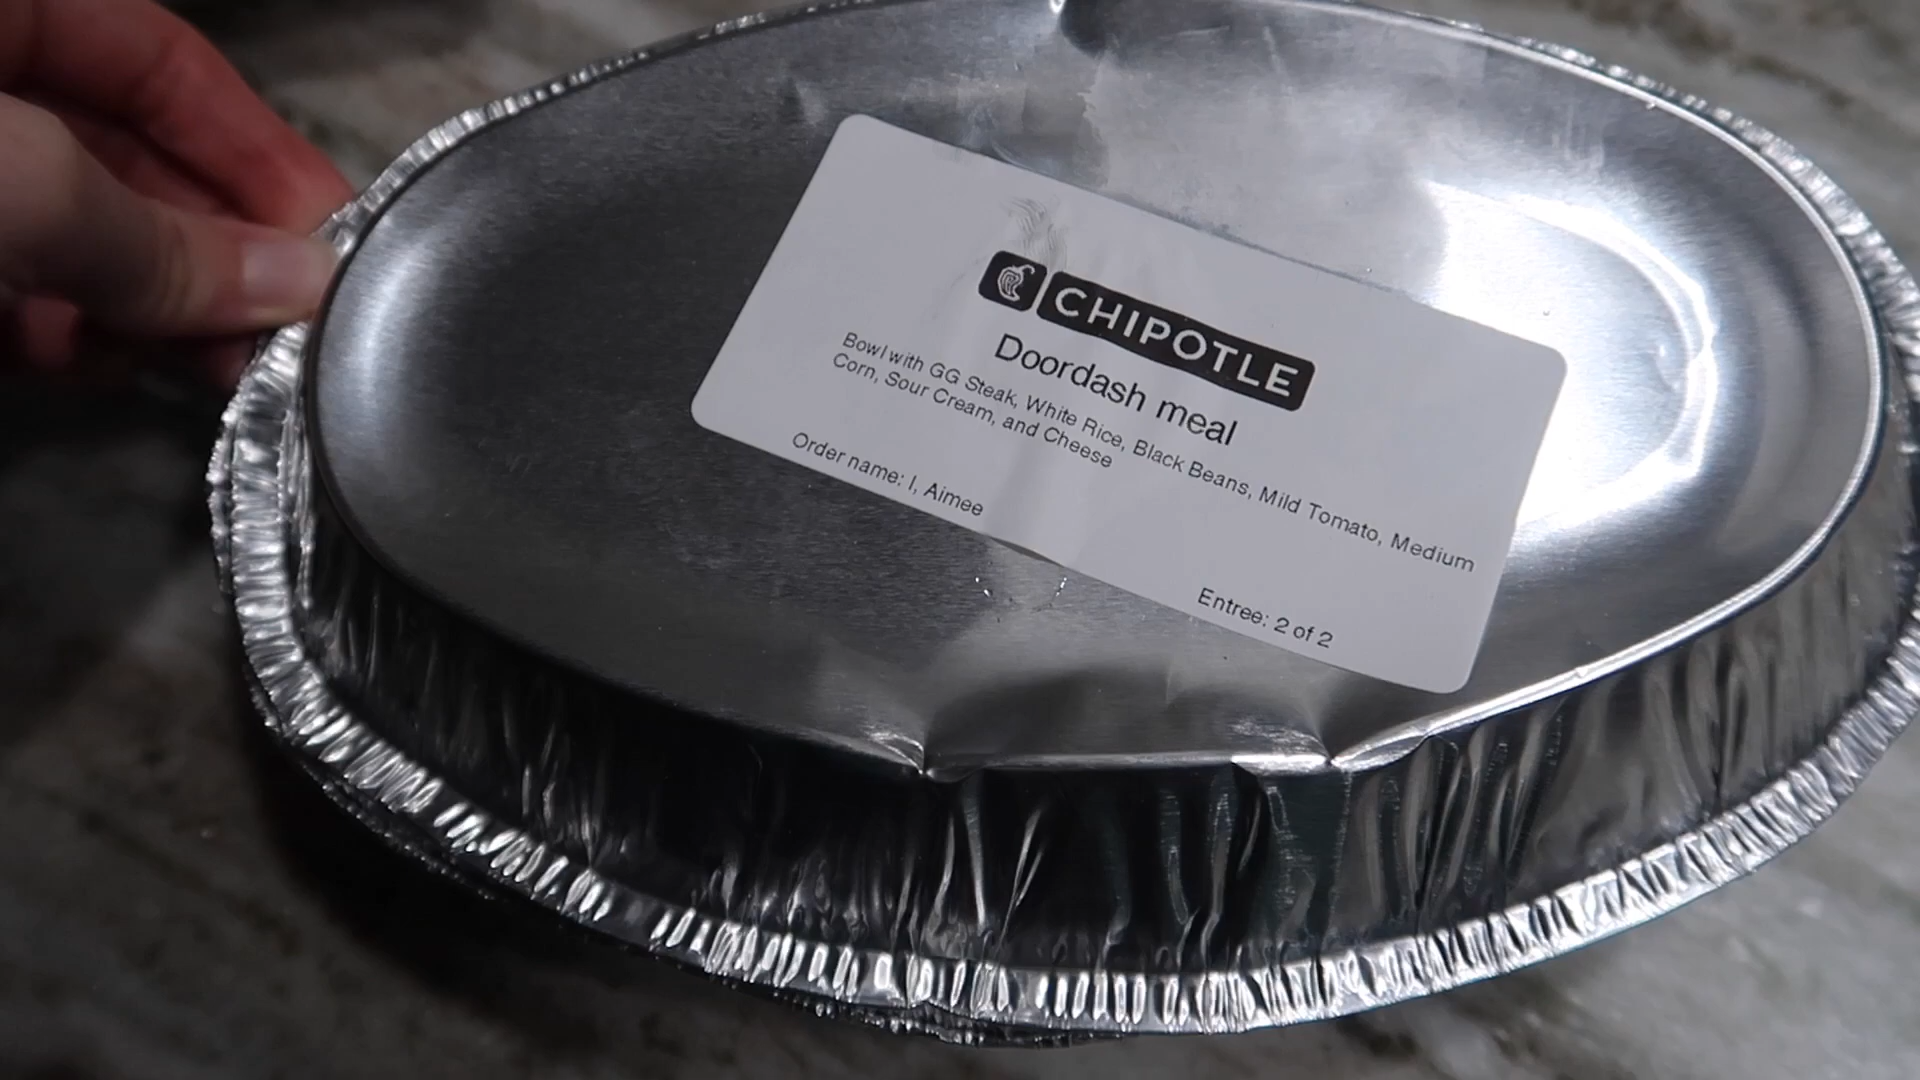 CHIPOTLE
Doordash meal
Bowl with GG Steak, White Rice, Black Beans, Mild Tomato, Medium
Corn, Sour Cream, and Cheese
Order name: I, Aimee
Entree: 2 of 2